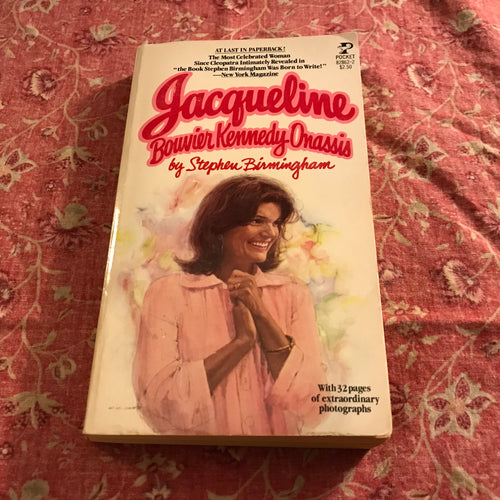 AT LAST IN PAPERBACK!
The Most Celebrated Woman
Since Cleopatra Intimately Revealed in
"the Book Stephen Birmingham Was Born to Write!"
—New York Magazine
P
POCKET
82862-2
$2.50
Jacqueline
Bouvier Kennedy Onassis
by Stephen Birmingham
With 32 pages
of extraordinary
photographs